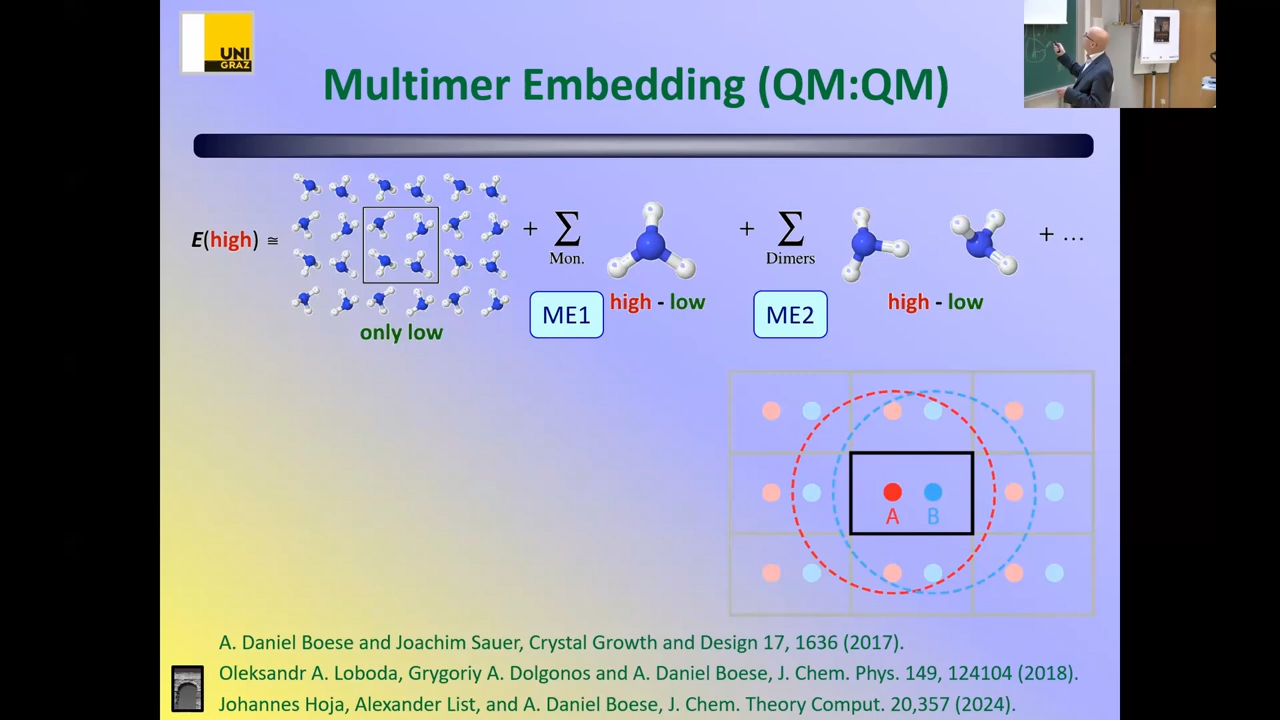 UNI
GRAZ
Multimer Embedding (QM:QM)
E(high) ≅ + ∑ + ∑ + ...
Mon. Dimers
only low
ME1 high - low ME2 high - low
A B
A. Daniel Boese and Joachim Sauer, Crystal Growth and Design 17, 1636 (2017).
Oleksandr A. Loboda, Grygoriy A. Dolgonos and A. Daniel Boese, J. Chem. Phys. 149, 124104 (2018).
Johannes Hoja, Alexander List, and A. Daniel Boese, J. Chem. Theory Comput. 20,357 (2024).